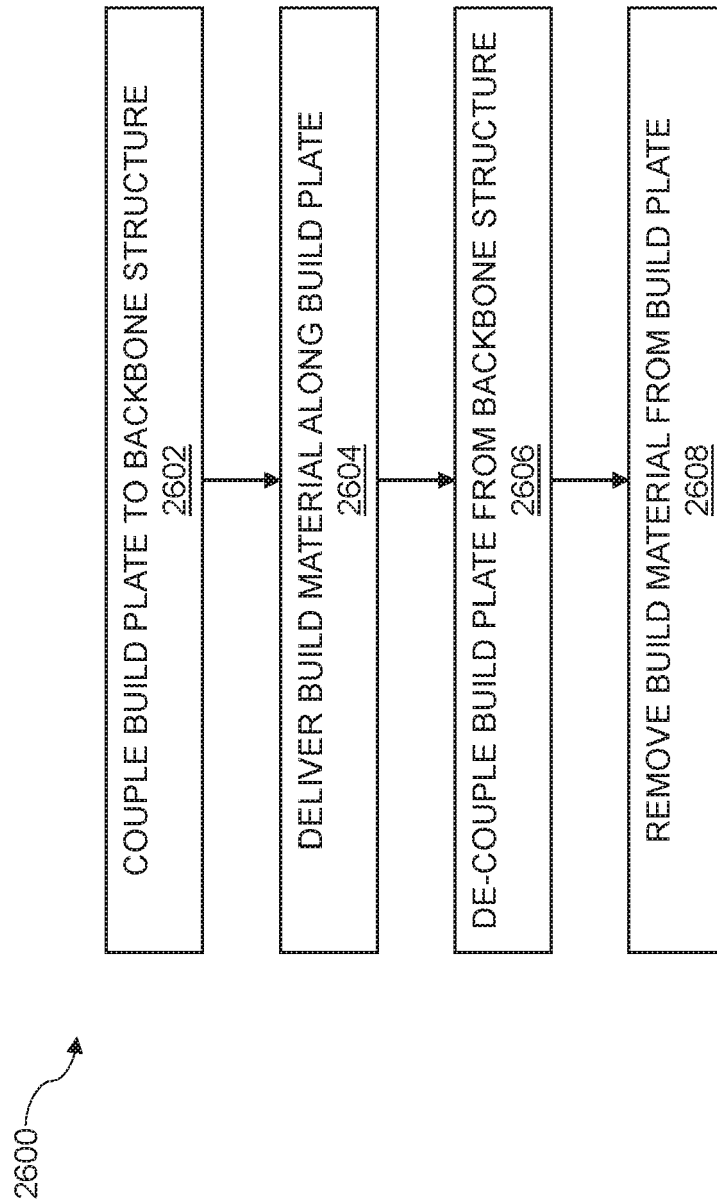 2600
COUPLE BUILD PLATE TO BACKBONE STRUCTURE
2602
DELIVER BUILD MATERIAL ALONG BUILD PLATE
2604
DE-COUPLE BUILD PLATE FROM BACKBONE STRUCTURE
2606
REMOVE BUILD MATERIAL FROM BUILD PLATE
2608